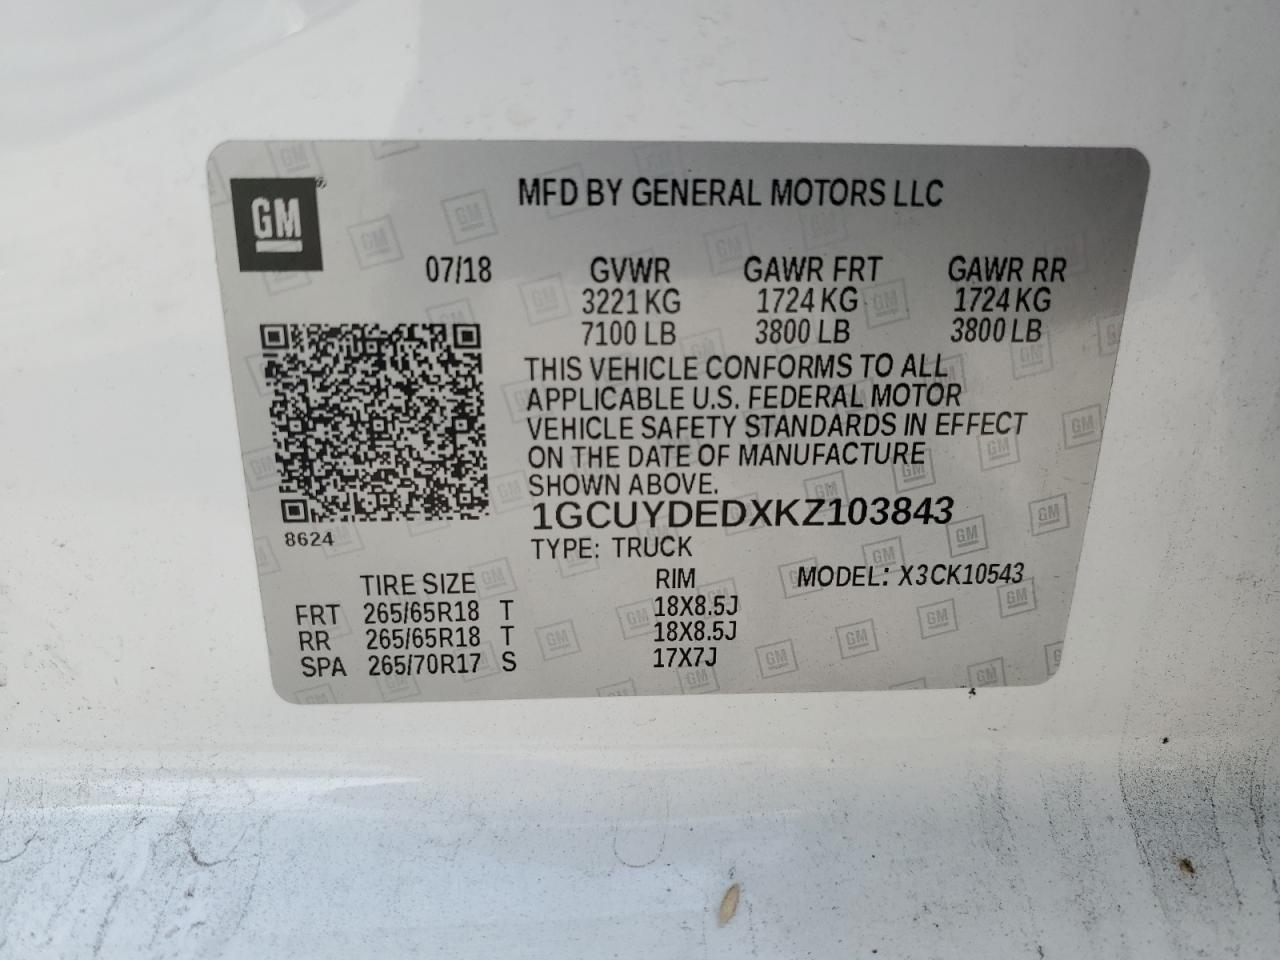 GM
MFD BY GENERAL MOTORS LLC
07/18 GVWR GAWR FRT GAWR RR
3221 KG 1724 KG 1724 KG
7100 LB 3800 LB 3800 LB
THIS VEHICLE CONFORMS TO ALL
APPLICABLE U.S. FEDERAL MOTOR
VEHICLE SAFETY STANDARDS IN EFFECT
ON THE DATE OF MANUFACTURE
SHOWN ABOVE.
1GCUYDEDXKZ103843
8624
TYPE: TRUCK
TIRE SIZE RIM MODEL: X3CK10543
FRT 265/65R18 T 18X8.5J
RR 265/65R18 T 18X8.5J
SPA 265/70R17 S 17X7J